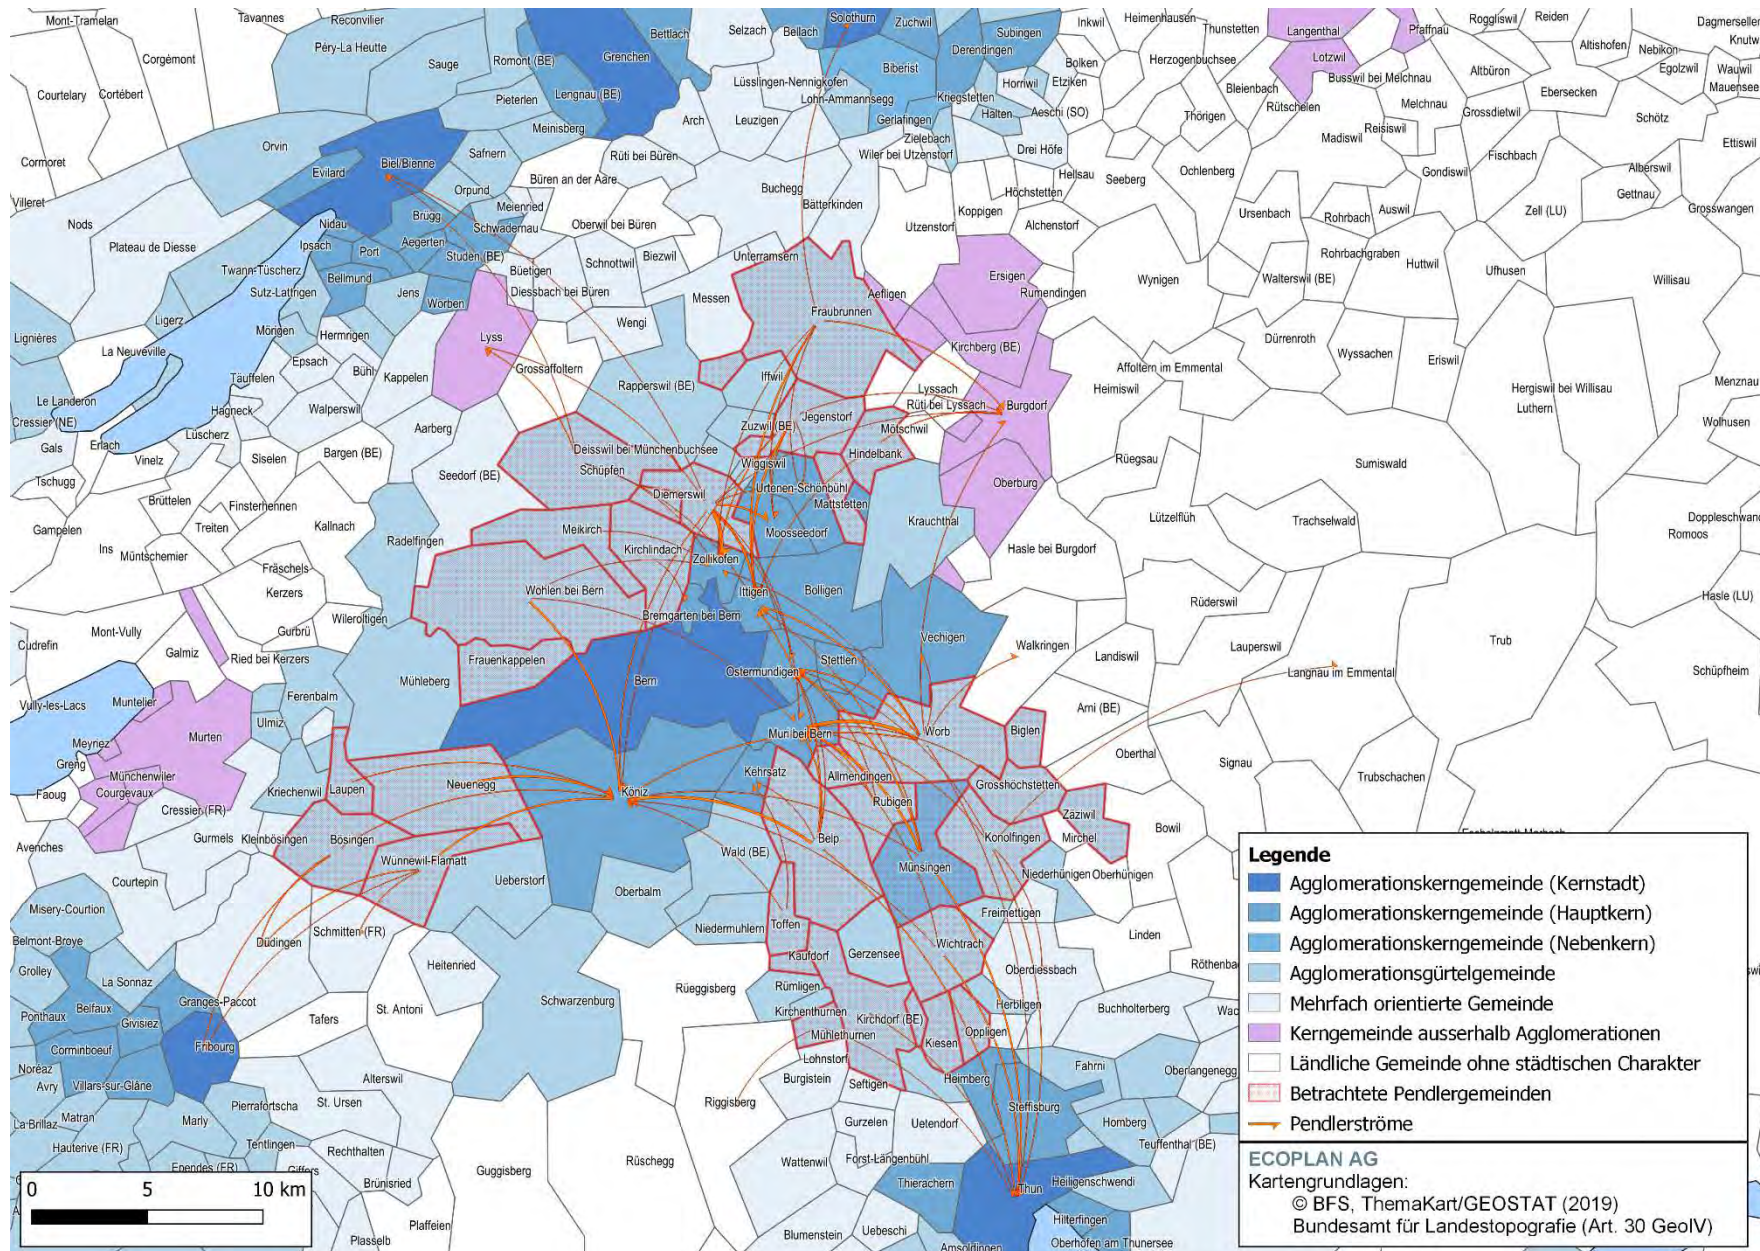 Mont-Tramelan
Tavannes
Reconvilier
Corgémont
Péry-La Heutte
Sauge
Romont (BE)
Bettlach
Grenchen
Selzach
Bellach
Solothurn
Zuchwil
Subingen
Derendingen
Inkwil
Heimenhausen
Thunstetten
Langenthal
Pfaffnau
Roggliswil
Reiden
Dagmersellen
Altishofen
Nebikon
Egolzwil
Wauwil
Mauensee
Courtelary
Cortébert
Pieterlen
Lengnau (BE)
Lüsslingen-Nennigkofen
Biberist
Lohn-Ammannsegg
Kriegstetten
Horriwil
Etziken
Bolken
Herzogenbuchsee
Lotzwil
Busswil bei Melchnau
Bleienbach
Rütschelen
Altbüron
Ebersecken
Melchnau
Grossdietwil
Schötz
Cormoret
Orvin
Meinisberg
Arch
Leuzigen
Gerlafingen
Halten
Aeschi (SO)
Thörigen
Madiswil
Reisiswil
Ettiswil
Zielebach
Wiler bei Utzenstorf
Drei Höfe
Biel/Bienne
Safnern
Rüti bei Büren
Evilard
Büren an der Aare
Orpund
Meienried
Hellsau
Höchstetten
Seeberg
Ochlenberg
Gondiswil
Fischbach
Alberswil
Gettnau
Grosswangen
Villeret
Nods
Plateau de Diesse
Nidau
Brügg
Schwadernau
Oberwil bei Büren
Buchegg
Bätterkinden
Utzenstorf
Koppigen
Alchenstorf
Ursenbach
Rohrbach
Auswil
Zell (LU)
Ipsach
Port
Aegerten
Studen (BE)
Büetigen
Schnottwil
Biezwil
Unterramsern
Twann-Tüscherz
Bellmund
Sutz-Lattrigen
Jens
Worben
Diessbach bei Büren
Messen
Aefligen
Ersigen
Rumendingen
Wynigen
Walterswil (BE)
Rohrbachgraben
Huttwil
Ufhusen
Willisau
Lignières
Ligerz
Mörigen
Hermrigen
Lyss
Wengi
Fraubrunnen
Kirchberg (BE)
La Neuveville
Epsach
Bühl
Kappelen
Grossaffoltern
Täuffelen
Rapperswil (BE)
Iffwil
Lyssach
Affoltern im Emmental
Dürrenroth
Wyssachen
Eriswil
Hergiswil bei Willisau
Luthern
Menznau
Le Landeron
Cressier (NE)
Hagneck
Walperswil
Rüti bei Lyssach
Burgdorf
Heimiswil
Wolhusen
Jegenstorf
Zuzwil (BE)
Mötschwil
Gals
Erlach
Lüscherz
Aarberg
Vinelz
Siselen
Bargen (BE)
Deisswil bei Münchenbuchsee
Hindelbank
Rüegsau
Sumiswald
Tschugg
Seedorf (BE)
Schüpfen
Wiggiswil
Oberburg
Brüttelen
Finsterhennen
Diemerswil
Urtenen-Schönbühl
Mattstetten
Krauchthal
Lützelflüh
Trachselwald
Doppleschwand
Romoos
Gampelen
Treiten
Kallnach
Radelfingen
Meikirch
Moosseedorf
Ins
Müntschemier
Kirchlindach
Zollikofen
Hasle bei Burgdorf
Fräschels
Kerzers
Wohlen bei Bern
Ittigen
Bolligen
Rüderswil
Hasle (LU)
Mont-Vully
Gurbrü
Wileroltigen
Bremgarten bei Bern
Cudrefin
Galmiz
Ried bei Kerzers
Frauenkappelen
Vechigen
Walkringen
Landiswil
Lauperswil
Trub
Stettlen
Ostermundigen
Langnau im Emmental
Schüpfheim
Mühleberg
Bern
Vully-les-Lacs
Muntelier
Ferenbalm
Ulmiz
Arni (BE)
Murten
Muri bei Bern
Worb
Biglen
Meyriez
Greng
Oberthal
Signau
Münchenwiler
Courgevaux
Kriechenwil
Laupen
Neuenegg
Köniz
Kehrsatz
Allmendingen
Grosshöchstetten
Trubschachen
Faoug
Cressier (FR)
Rubigen
Zäziwil
Avenches
Gurmels
Kleinbösingen
Bösingen
Belp
Konolfingen
Mirchel
Bowil
Courtepin
Wünnewil-Flamatt
Wald (BE)
Münsingen
Niederhünigen
Oberhünigen
Ueberstorf
Oberbalm
Misery-Courtion
Freimettigen
Düdingen
Schmitten (FR)
Niedermuhlern
Toffen
Linden
Belmont-Broye
Wichtrach
Kaufdorf
Gerzensee
Oberdiessbach
Grolley
La Sonnaz
Heitenried
Rüeggisberg
Rümligen
Granges-Paccot
Schwarzenburg
Ponthaux
Belfaux
Givisiez
Tafers
St. Antoni
Kirchenthurnen
Kirchdorf (BE)
Herbligen
Buchholterberg
Mühlethurnen
Oppligen
Kiesen
Corminboeuf
Fribourg
Lohnstorf
Noréaz
Avry
Villars-sur-Glâne
Alterswil
Burgistein
Seftigen
Heimberg
Fahrni
Oberlangenegg
Pierrafortscha
St. Ursen
Riggisberg
Steffisburg
La Brillaz
Matran
Marly
Gurzelen
Uetendorf
Homberg
Teuffenthal (BE)
Hauterive (FR)
Tentlingen
Rechthalten
Rüschegg
Wattenwil
Forst-Längenbühl
Ependes (FR)
Giffers
Guggisberg
Brünisried
Thierachern
Thun
Heiligenschwendi
Plaffeien
Plasselb
Blumenstein
Uebeschi
Amsoldingen
Hilterfingen
Oberhofen am Thunersee
0 5 10 km
Legende
Agglomerationskerngemeinde (Kernstadt)
Agglomerationskerngemeinde (Hauptkern)
Agglomerationskerngemeinde (Nebenkern)
Agglomerationsgürtelgemeinde
Mehrfach orientierte Gemeinde
Kerngemeinde ausserhalb Agglomerationen
Ländliche Gemeinde ohne städtischen Charakter
Betrachtete Pendlergemeinden
Pendlerströme
ECOPLAN AG
Kartengrundlagen:
© BFS, ThemaKart/GEOSTAT (2019)
Bundesamt für Landestopografie (Art. 30 GeoIV)